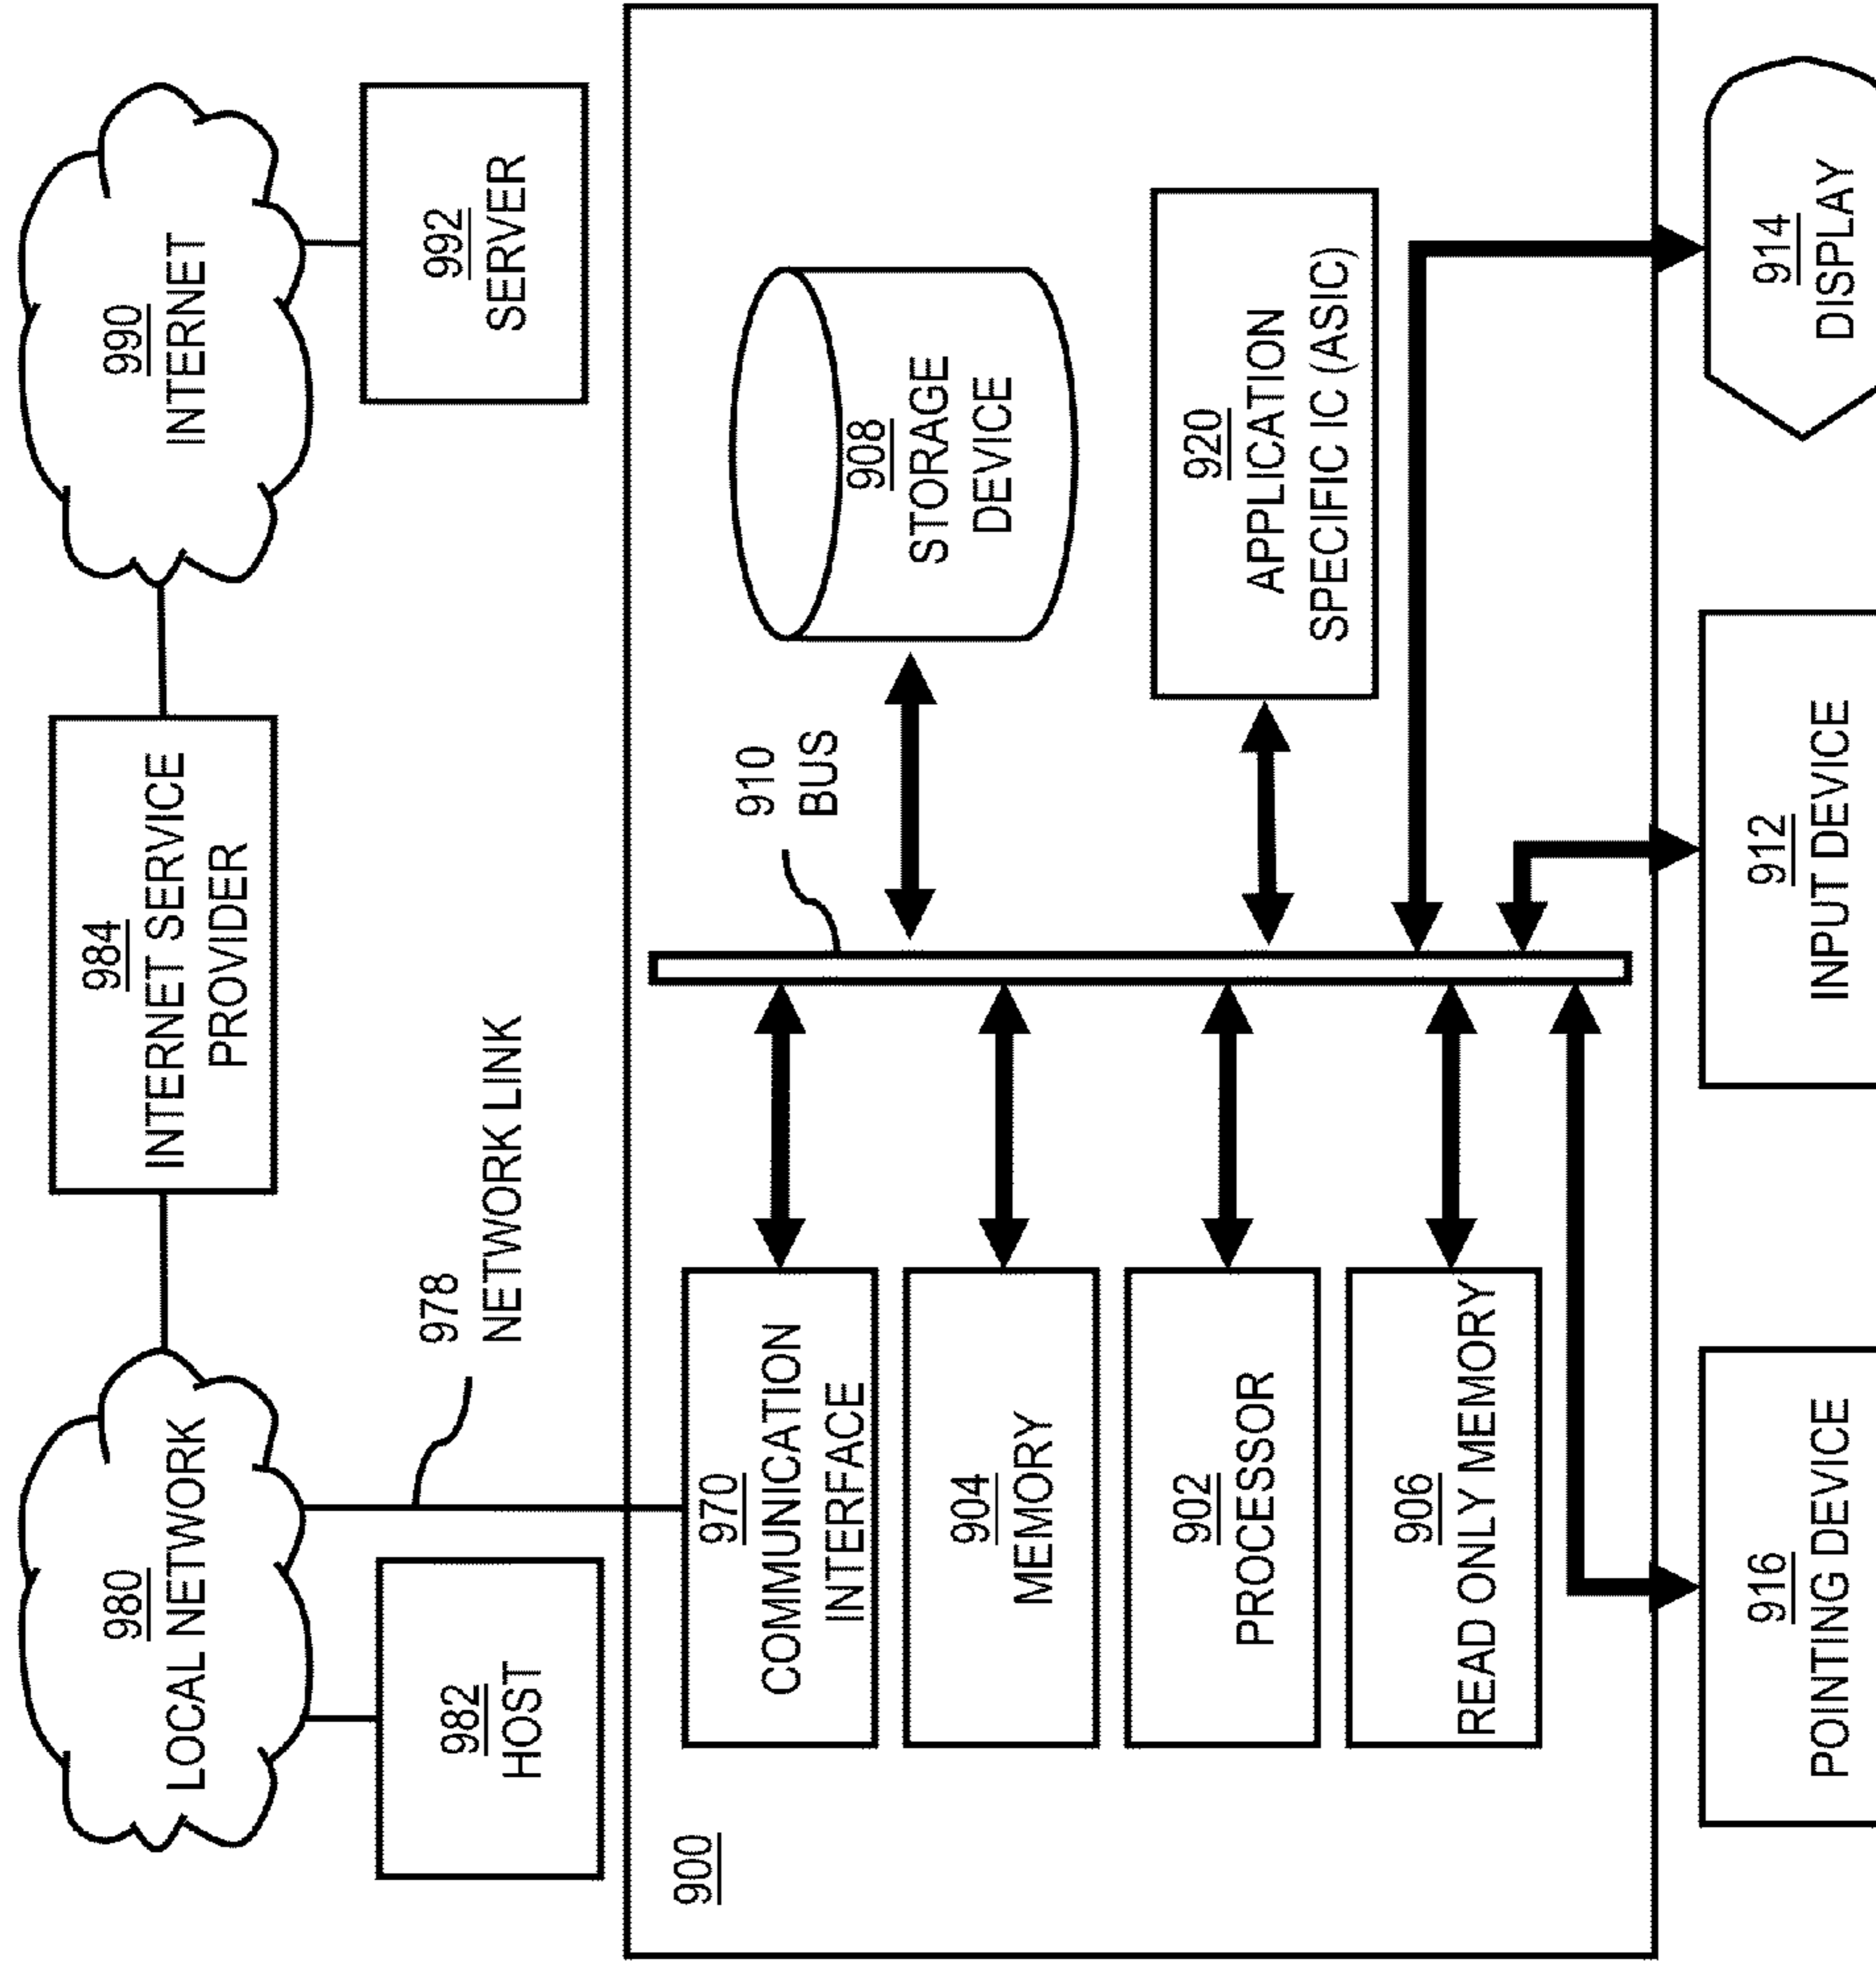 980
LOCAL NETWORK
984
INTERNET SERVICE
PROVIDER
990
INTERNET
982
HOST
978
NETWORK LINK
992
SERVER
900
970
COMMUNICATION
INTERFACE
910
BUS
908
STORAGE
DEVICE
904
MEMORY
902
PROCESSOR
920
APPLICATION
SPECIFIC IC (ASIC)
906
READ ONLY MEMORY
916
POINTING DEVICE
912
INPUT DEVICE
914
DISPLAY